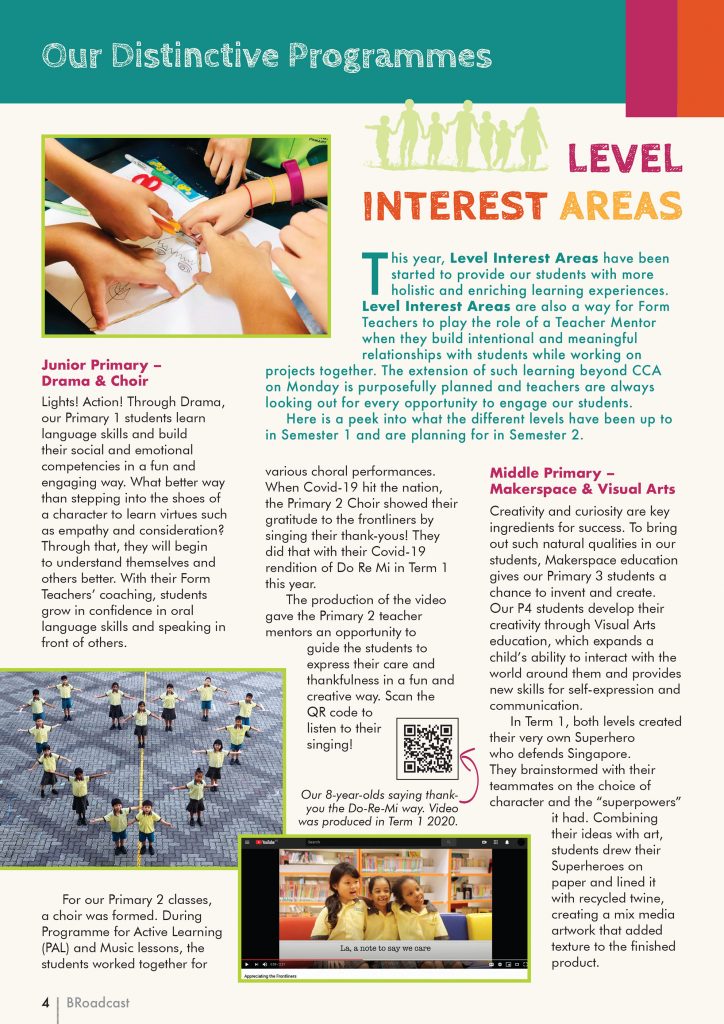 Our Distinctive Programmes
LEVEL
INTEREST AREAS
This year, Level Interest Areas have been
started to provide our students with more
holistic and enriching learning experiences.
Level Interest Areas are also a way for Form
Teachers to play the role of a Teacher Mentor
when they build intentional and meaningful
relationships with students while working on
projects together. The extension of such learning beyond CCA
on Monday is purposefully planned and teachers are always
looking out for every opportunity to engage our students.
Here is a peek into what the different levels have been up to
in Semester 1 and are planning for in Semester 2.
Junior Primary –
Drama & Choir
Lights! Action! Through Drama,
our Primary 1 students learn
language skills and build
their social and emotional
competencies in a fun and
engaging way. What better way
than stepping into the shoes of
a character to learn virtues such
as empathy and consideration?
Through that, they will begin
to understand themselves and
others better. With their Form
Teachers’ coaching, students
grow in confidence in oral
language skills and speaking in
front of others.
For our Primary 2 classes,
a choir was formed. During
Programme for Active Learning
(PAL) and Music lessons, the
students worked together for
various choral performances.
When Covid-19 hit the nation,
the Primary 2 Choir showed their
gratitude to the frontliners by
singing their thank-yous! They
did that with their Covid-19
rendition of Do Re Mi in Term 1
this year.
The production of the video
gave the Primary 2 teacher
mentors an opportunity to
guide the students to
express their care and
thankfulness in a fun and
creative way. Scan the
QR code to
listen to their
singing!
Our 8-year-olds saying thank-
you the Do-Re-Mi way. Video
was produced in Term 1 2020.
YouTube
Search
La, a note to say we care
Appreciating the Frontliners
Middle Primary –
Makerspace & Visual Arts
Creativity and curiosity are key
ingredients for success. To bring
out such natural qualities in our
students, Makerspace education
gives our Primary 3 students a
chance to invent and create.
Our P4 students develop their
creativity through Visual Arts
education, which expands a
child’s ability to interact with the
world around them and provides
new skills for self-expression and
communication.
In Term 1, both levels created
their very own Superhero
who defends Singapore.
They brainstormed with their
teammates on the choice of
character and the “superpowers”
it had. Combining
their ideas with art,
students drew their
Superheroes on
paper and lined it
with recycled twine,
creating a mix media
artwork that added
texture to the finished
product.
4 BRoadcast